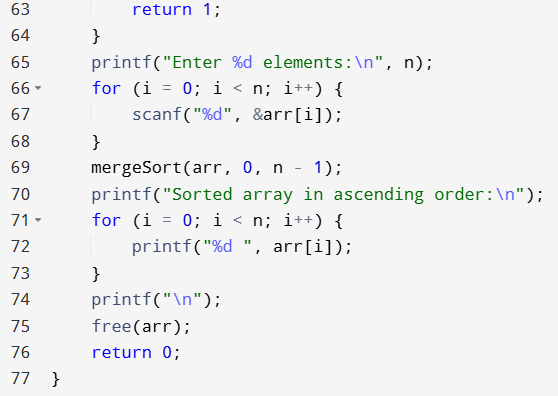 63         return 1;
64     }
65     printf("Enter %d elements:\n", n);
66     for (i = 0; i < n; i++) {
67         scanf("%d", &arr[i]);
68     }
69     mergeSort(arr, 0, n - 1);
70     printf("Sorted array in ascending order:\n");
71     for (i = 0; i < n; i++) {
72         printf("%d ", arr[i]);
73     }
74     printf("\n");
75     free(arr);
76     return 0;
77 }